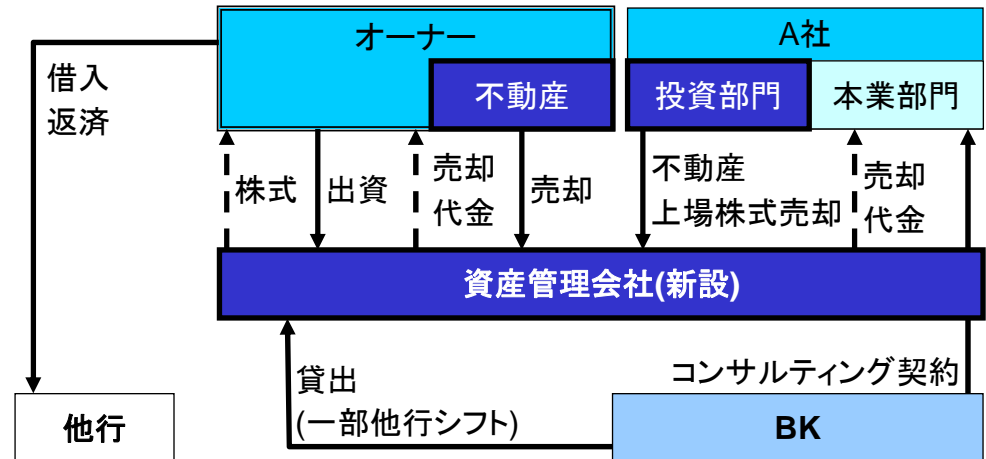 オーナー
A社
不動産
投資部門
本業部門
借入
返済
株式
出資
売却
代金
売却
不動産
上場株式売却
売却
代金
資産管理会社(新設)
貸出
(一部他行シフト)
コンサルティング契約
他行
BK